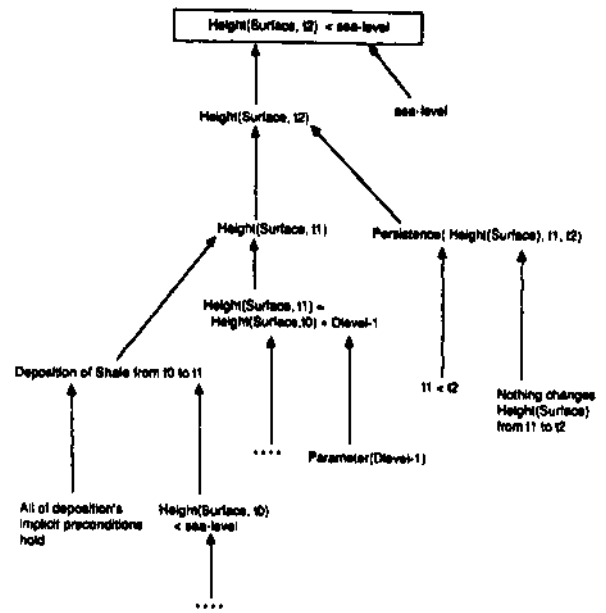 Height(Surface, t2) < sea-level
sea-level
Height(Surface, t2)
Height(Surface, t1)
Persistence( Height(Surface), t1, t2)
Height(Surface, t1) =
Height(Surface,t0) + Dlevel-1
Deposition of Shale from t0 to t1
t1 < t2
Nothing changes
Height(Surface)
from t1 to t2
....
Parameter(Dlevel-1)
All of deposition's
implicit preconditions
hold
Height(Surface, t0)
< sea-level
....